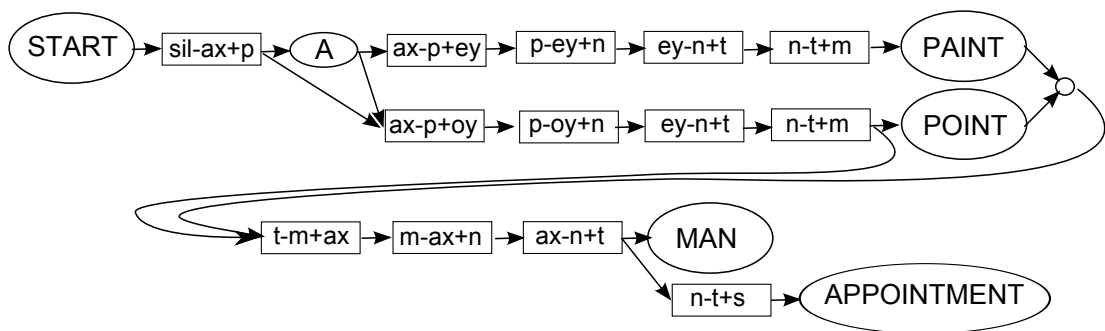 START sil-ax+p A ax-p+ey p-ey+n ey-n+t n-t+m PAINT
ax-p+oy p-oy+n ey-n+t n-t+m POINT
t-m+ax m-ax+n ax-n+t MAN
n-t+s APPOINTMENT